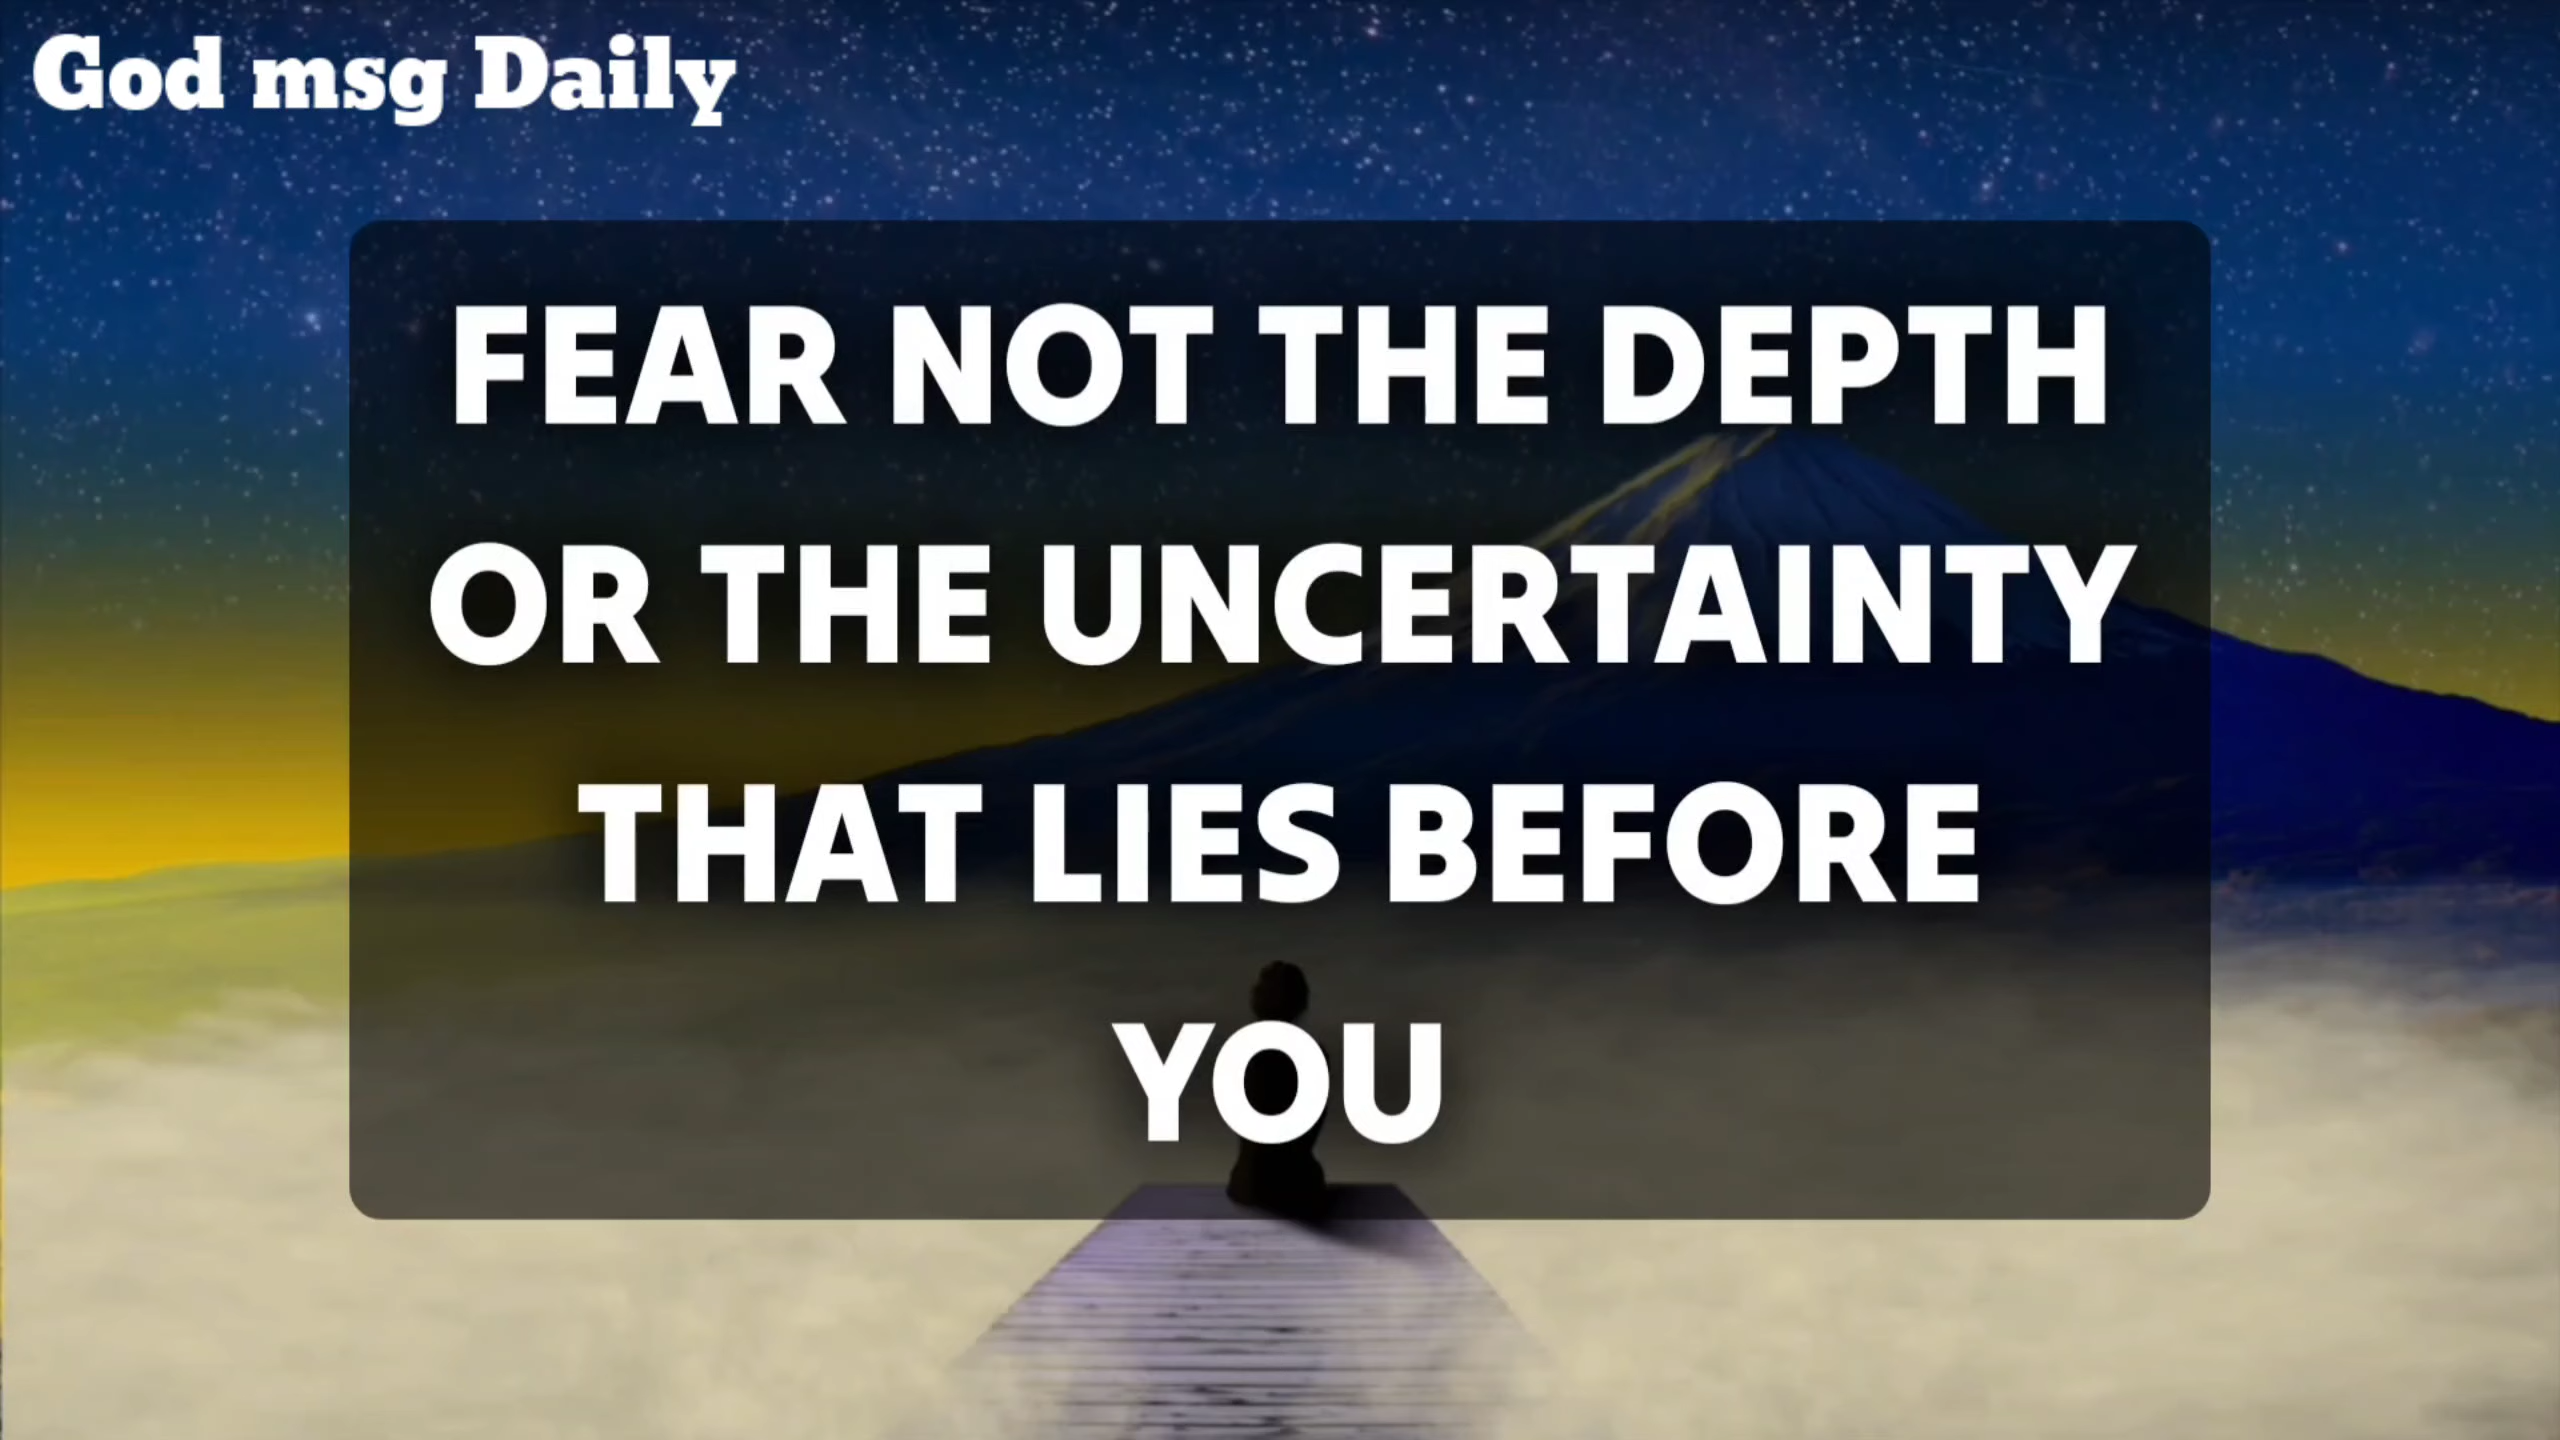 God msg Daily
FEAR NOT THE DEPTH
OR THE UNCERTAINTY
THAT LIES BEFORE
YOU